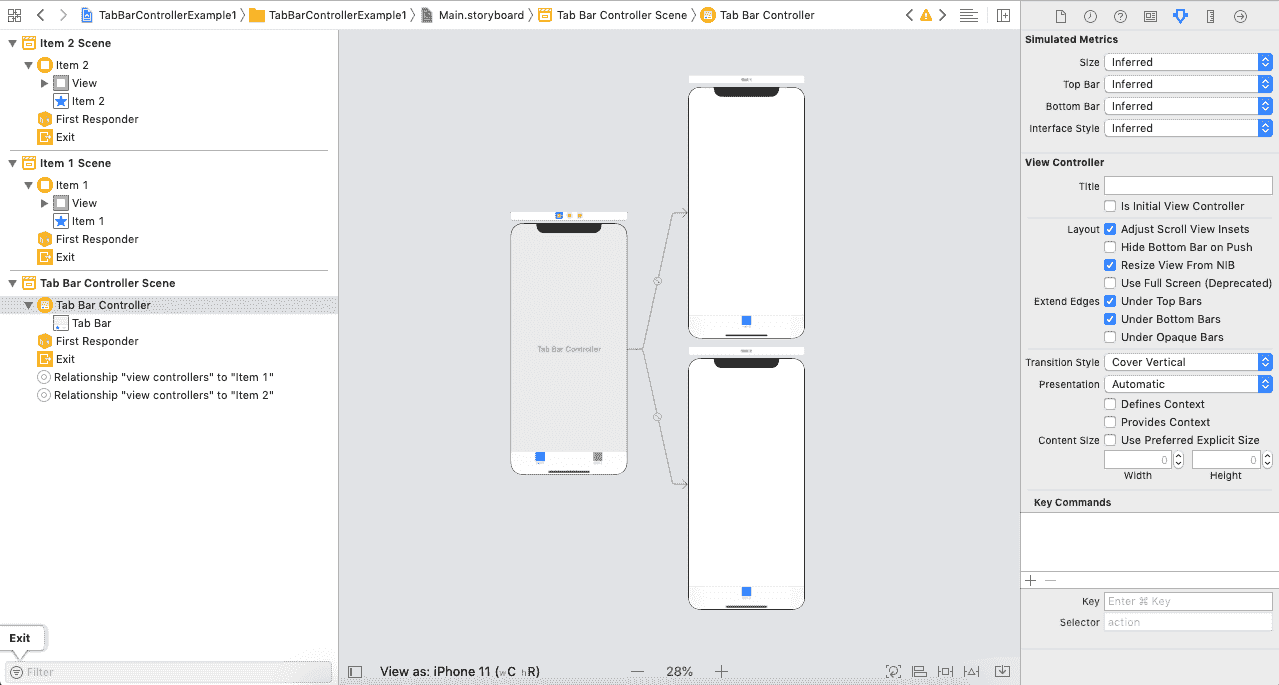 TabBarControllerExample1 〉 TabBarControllerExample1 〉 Main.storyboard 〉 Tab Bar Controller Scene 〉 Tab Bar Controller
Item 2 Scene
Item 2
View
Item 2
First Responder
Exit
Item 1 Scene
Item 1
View
Item 1
First Responder
Exit
Tab Bar Controller Scene
Tab Bar Controller
Tab Bar
First Responder
Exit
Relationship "view controllers" to "Item 1"
Relationship "view controllers" to "Item 2"
Exit
Filter
Tab Bar Controller
View as: iPhone 11 (wC hR)
28%
Simulated Metrics
Size Inferred
Top Bar Inferred
Bottom Bar Inferred
Interface Style Inferred
View Controller
Title
Is Initial View Controller
Layout Adjust Scroll View Insets
Hide Bottom Bar on Push
Resize View From NIB
Use Full Screen (Deprecated)
Extend Edges Under Top Bars
Under Bottom Bars
Under Opaque Bars
Transition Style Cover Vertical
Presentation Automatic
Defines Context
Provides Context
Content Size Use Preferred Explicit Size
0 0
Width Height
Key Commands
Key Enter ⌘ Key
Selector action